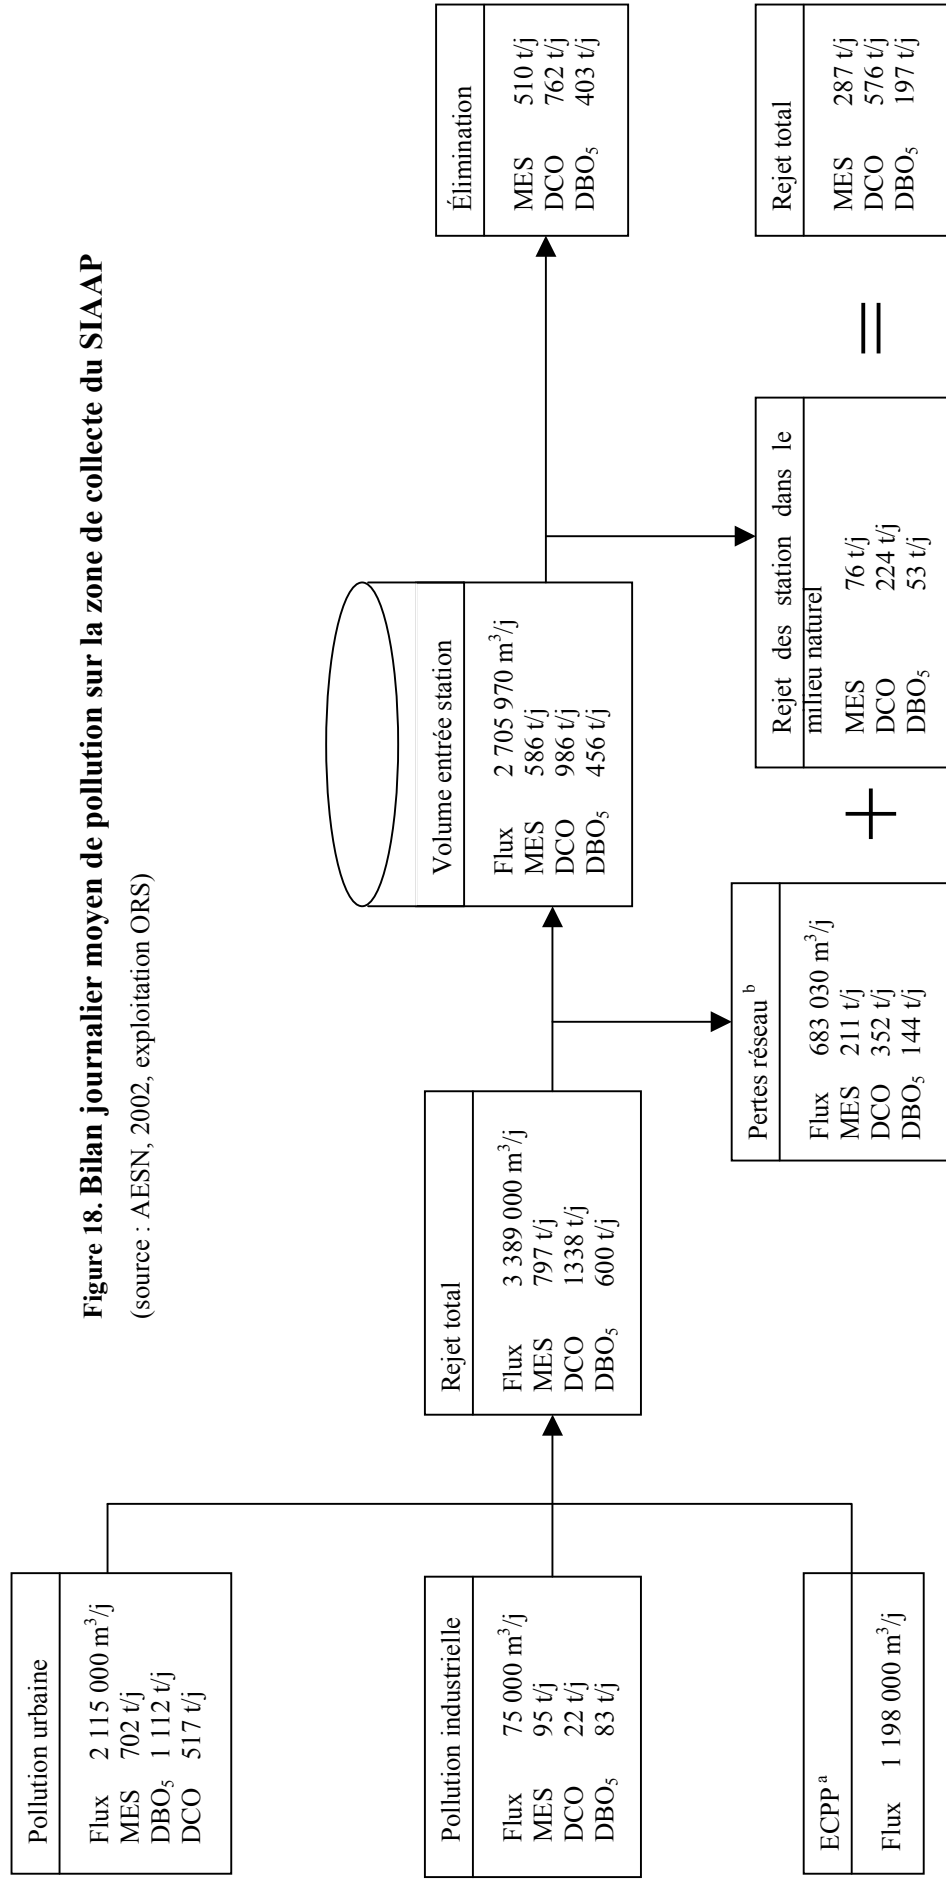 Figure 18. Bilan journalier moyen de pollution sur la zone de collecte du SIAAP
(source : AESN, 2002, exploitation ORS)
Pollution urbaine
Flux 2 115 000 m³/j
MES 702 t/j
DBO₅ 1 112 t/j
DCO 517 t/j
Pollution industrielle
Flux 75 000 m³/j
MES 95 t/j
DCO 22 t/j
DBO₅ 83 t/j
ECPP ᵃ
Flux 1 198 000 m³/j
Rejet total
Flux 3 389 000 m³/j
MES 797 t/j
DCO 1338 t/j
DBO₅ 600 t/j
Pertes réseau ᵇ
Flux 683 030 m³/j
MES 211 t/j
DCO 352 t/j
DBO₅ 144 t/j
Volume entrée station
Flux 2 705 970 m³/j
MES 586 t/j
DCO 986 t/j
DBO₅ 456 t/j
+
Rejet des station dans le
milieu naturel
MES 76 t/j
DCO 224 t/j
DBO₅ 53 t/j
=
Élimination
MES 510 t/j
DCO 762 t/j
DBO₅ 403 t/j
Rejet total
MES 287 t/j
DCO 576 t/j
DBO₅ 197 t/j